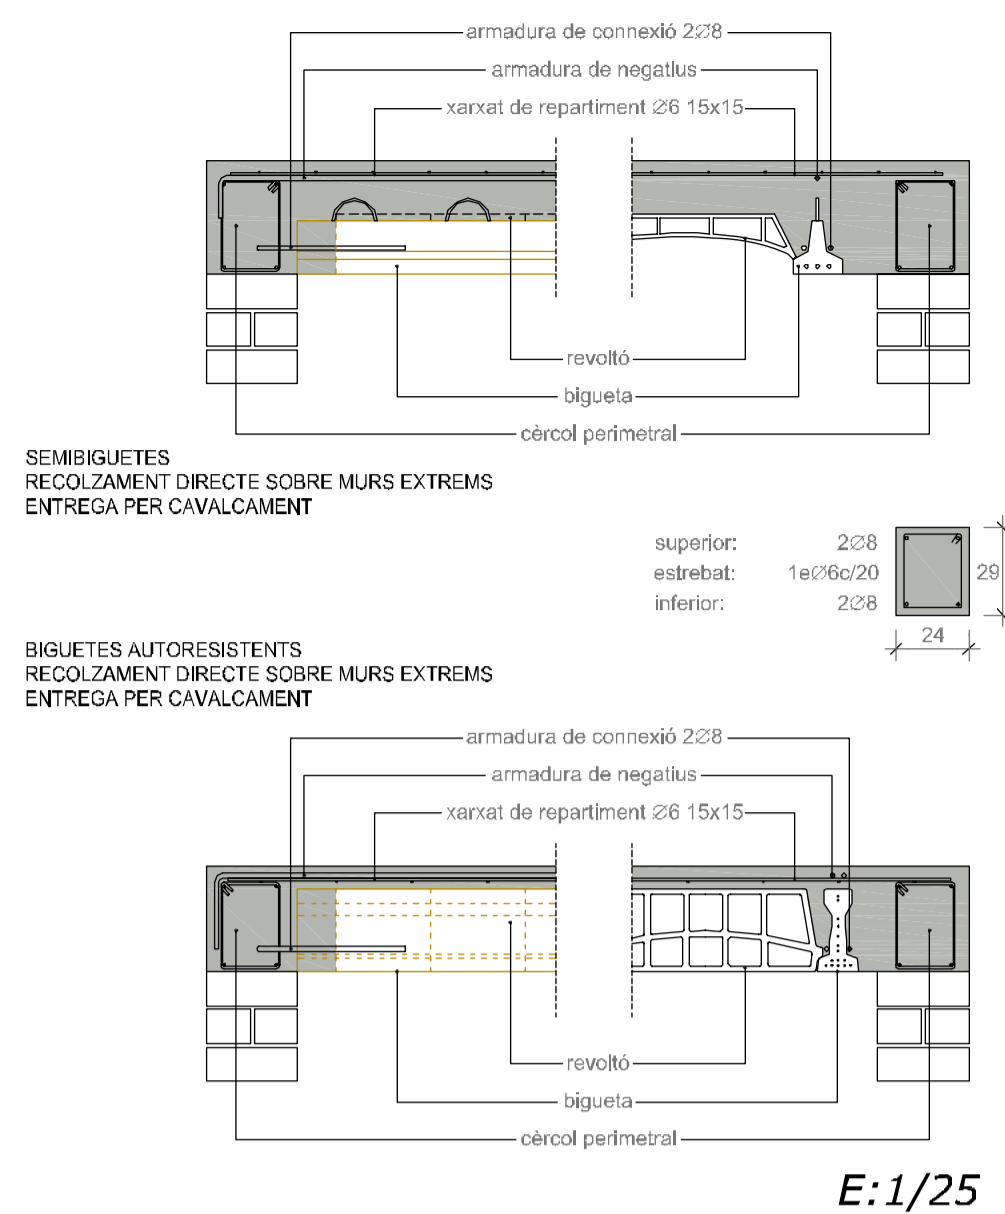 armadura de connexió 2Ø8
armadura de negatius
xarxat de repartiment Ø6 15x15
revoltó
bigueta
cèrcol perimetral
SEMIBIGUETES
RECOLZAMENT DIRECTE SOBRE MURS EXTREMS
ENTREGA PER CAVALCAMENT
superior: 2Ø8
estrebat: 1eØ6c/20
inferior: 2Ø8
29
24
BIGUETES AUTORESISTENTS
RECOLZAMENT DIRECTE SOBRE MURS EXTREMS
ENTREGA PER CAVALCAMENT
armadura de connexió 2Ø8
armadura de negatius
xarxat de repartiment Ø6 15x15
revoltó
bigueta
cèrcol perimetral
E:1/25